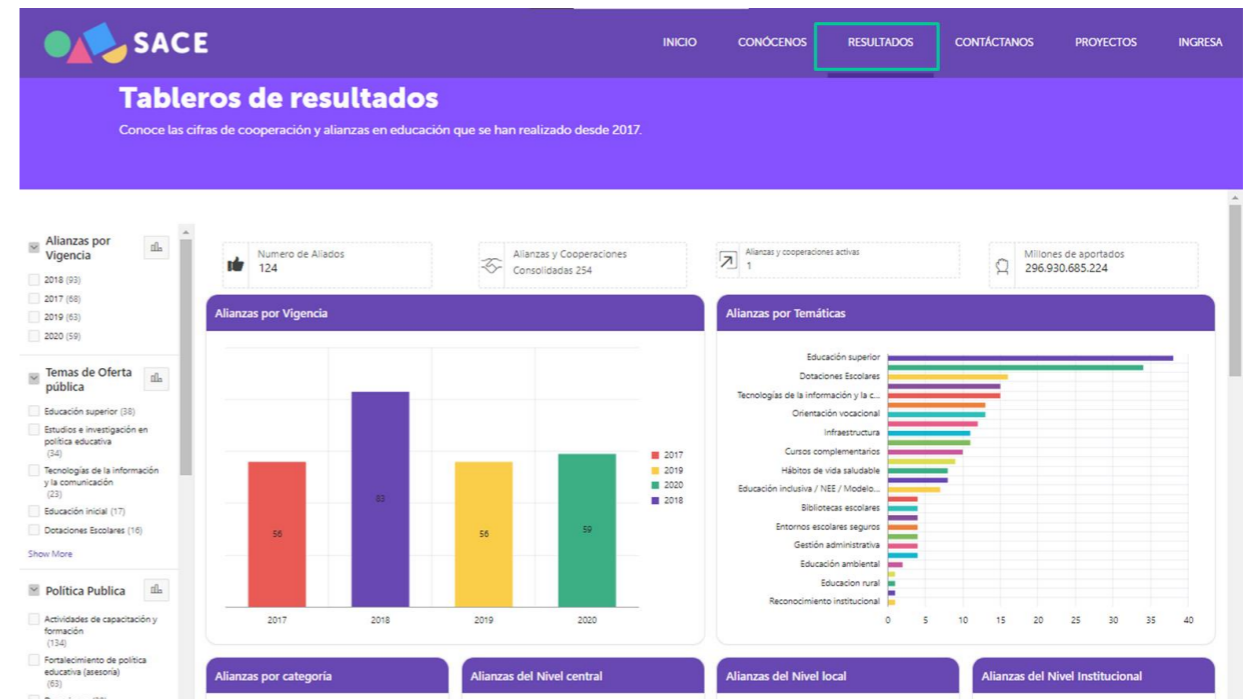 SACE
INICIO
CONÓCENOS
RESULTADOS
CONTÁCTANOS
PROYECTOS
INGRESA
Tableros de resultados
Conoce las cifras de cooperación y alianzas en educación que se han realizado desde 2017.
Alianzas por
Vigencia
2018 (93)
2017 (68)
2019 (63)
2020 (59)
Temas de Oferta
pública
Educación superior (38)
Estudios e investigación en
política educativa
(34)
Tecnologías de la información
y la comunicación
(23)
Educación inicial (17)
Dotaciones Escolares (16)
Show More
Política Publica
Actividades de capacitación y
formación
(134)
Fortalecimiento de política
educativa (asesoría)
(63)
Numero de Aliados
124
Alianzas y Cooperaciones
Consolidadas 254
Alianzas y cooperaciones activas
1
Millones de aportados
296.930.685.224
Alianzas por Vigencia
56
83
56
59
2017
2018
2019
2020
2017
2019
2020
2018
Alianzas por Temáticas
Educación superior
Dotaciones Escolares
Tecnologías de la información y la c...
Orientación vocacional
Infraestructura
Cursos complementarios
Hábitos de vida saludable
Educación inclusiva / NEE / Modelo...
Bibliotecas escolares
Entornos escolares seguros
Gestión administrativa
Educación ambiental
Educacion rural
Reconocimiento institucional
0 5 10 15 20 25 30 35 40
Alianzas por categoría
Alianzas del Nivel central
Alianzas del Nivel local
Alianzas del Nivel Institucional